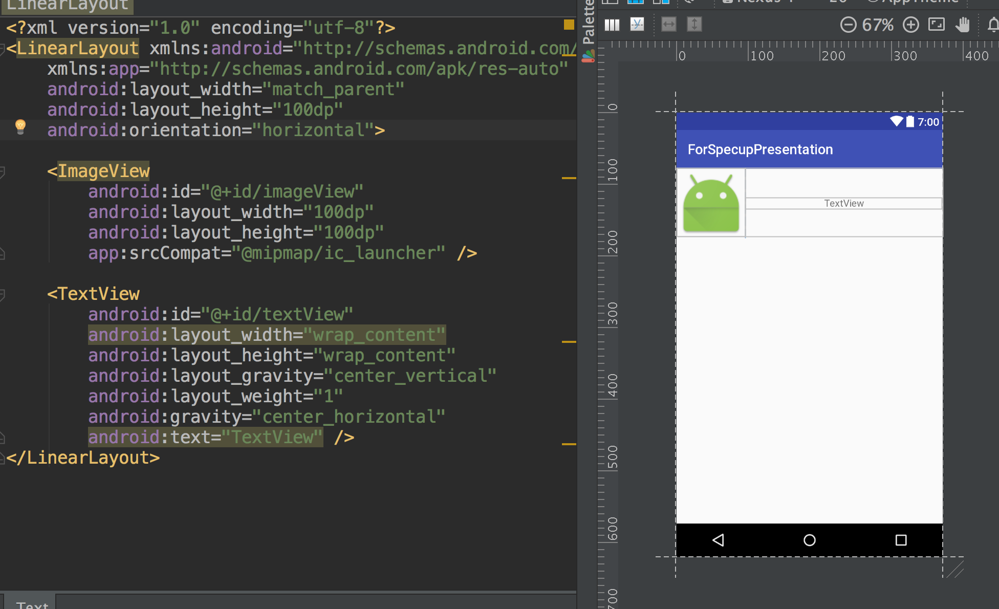 LinearLayout
<?xml version="1.0" encoding="utf-8"?>
<LinearLayout xmlns:android="http://schemas.android.com/
    xmlns:app="http://schemas.android.com/apk/res-auto"
    android:layout_width="match_parent"
    android:layout_height="100dp"
    android:orientation="horizontal">
    <ImageView
        android:id="@+id/imageView"
        android:layout_width="100dp"
        android:layout_height="100dp"
        app:srcCompat="@mipmap/ic_launcher" />
    <TextView
        android:id="@+id/textView"
        android:layout_width="wrap_content"
        android:layout_height="wrap_content"
        android:layout_gravity="center_vertical"
        android:layout_weight="1"
        android:gravity="center_horizontal"
        android:text="TextView" />
</LinearLayout>
Text
Palette
AppTheme
67%
0 100 200 300 400
0
100
200
300
400
500
600
700
7:00
ForSpecupPresentation
TextView